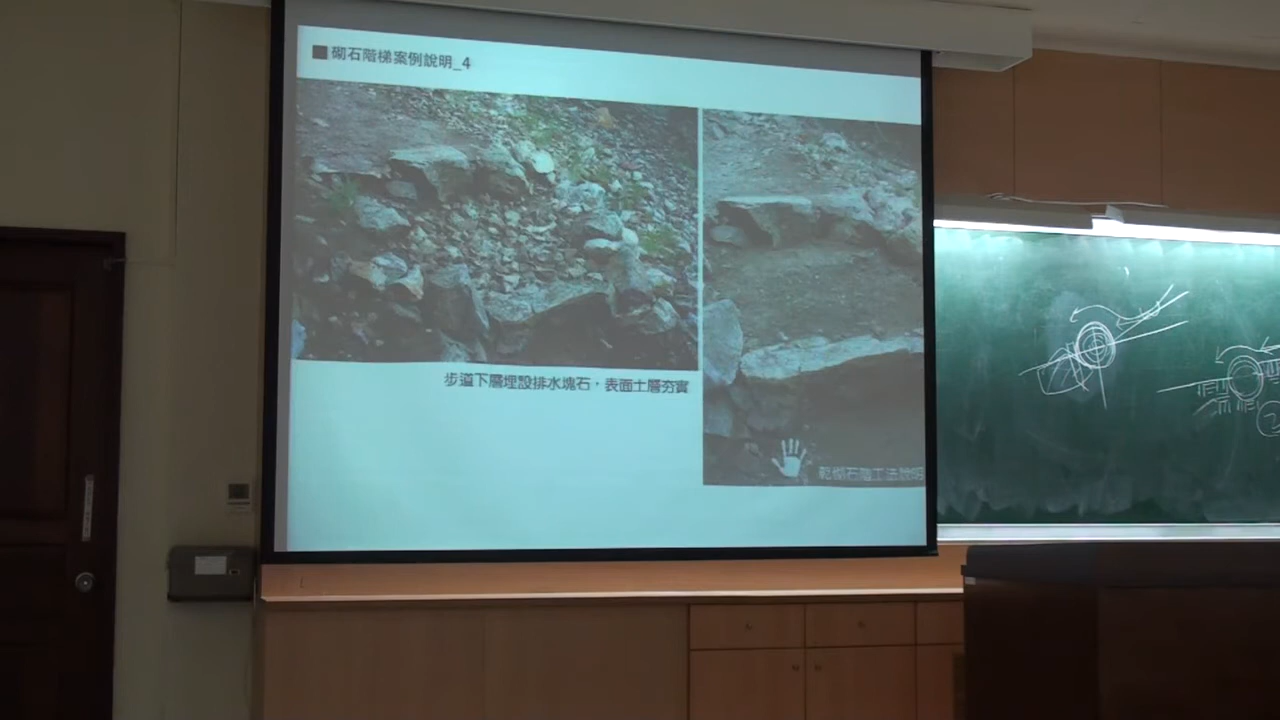 ■砌石階梯案例說明_4
步道下層埋設排水塊石，表面土層夯實
乾砌石階工法說明